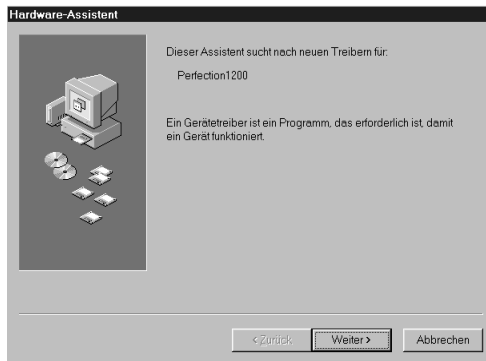 Hardware-Assistent
Dieser Assistent sucht nach neuen Treibern für:
Perfection1200
Ein Gerätetreiber ist ein Programm, das erforderlich ist, damit
ein Gerät funktioniert.
< Zurück Weiter > Abbrechen